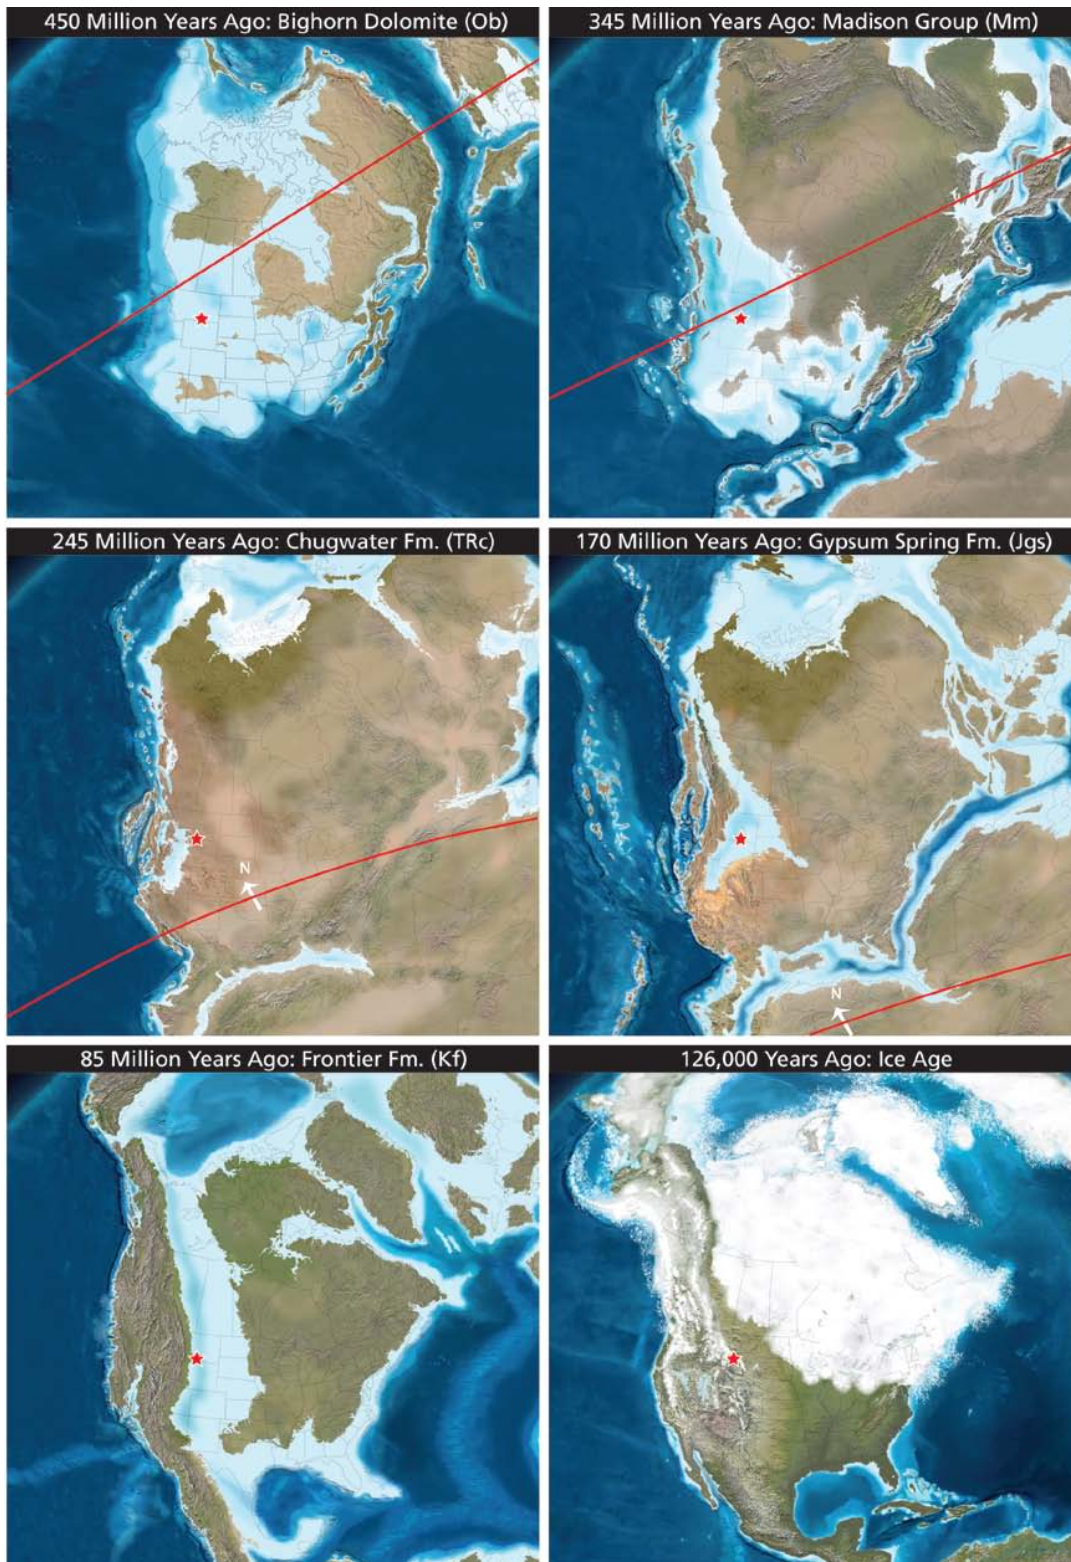 450 Million Years Ago: Bighorn Dolomite (Ob)
345 Million Years Ago: Madison Group (Mm)
245 Million Years Ago: Chugwater Fm. (TRc)
170 Million Years Ago: Gypsum Spring Fm. (Jgs)
N
N
85 Million Years Ago: Frontier Fm. (Kf)
126,000 Years Ago: Ice Age